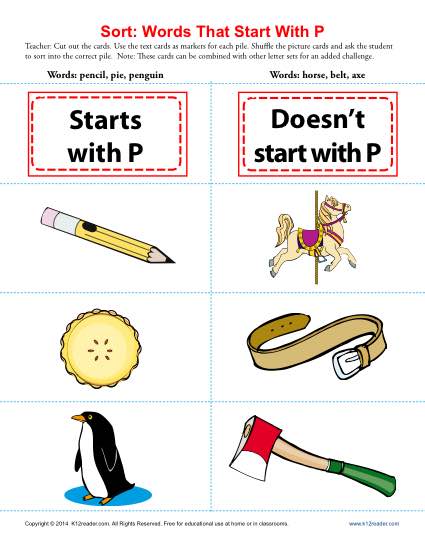 Sort: Words That Start With P
Teacher: Cut out the cards. Use the text cards as markers for each pile. Shuffle the picture cards and ask the student
to sort into the correct pile.  Note: These cards can be combined with other letter sets for an added challenge.
Words: pencil, pie, penguin
Words: horse, belt, axe
Starts
with P
Doesn't
start with P
Copyright © 2014 K12reader.com. All Rights Reserved. Free for educational use at home or in classrooms.
www.k12reader.com